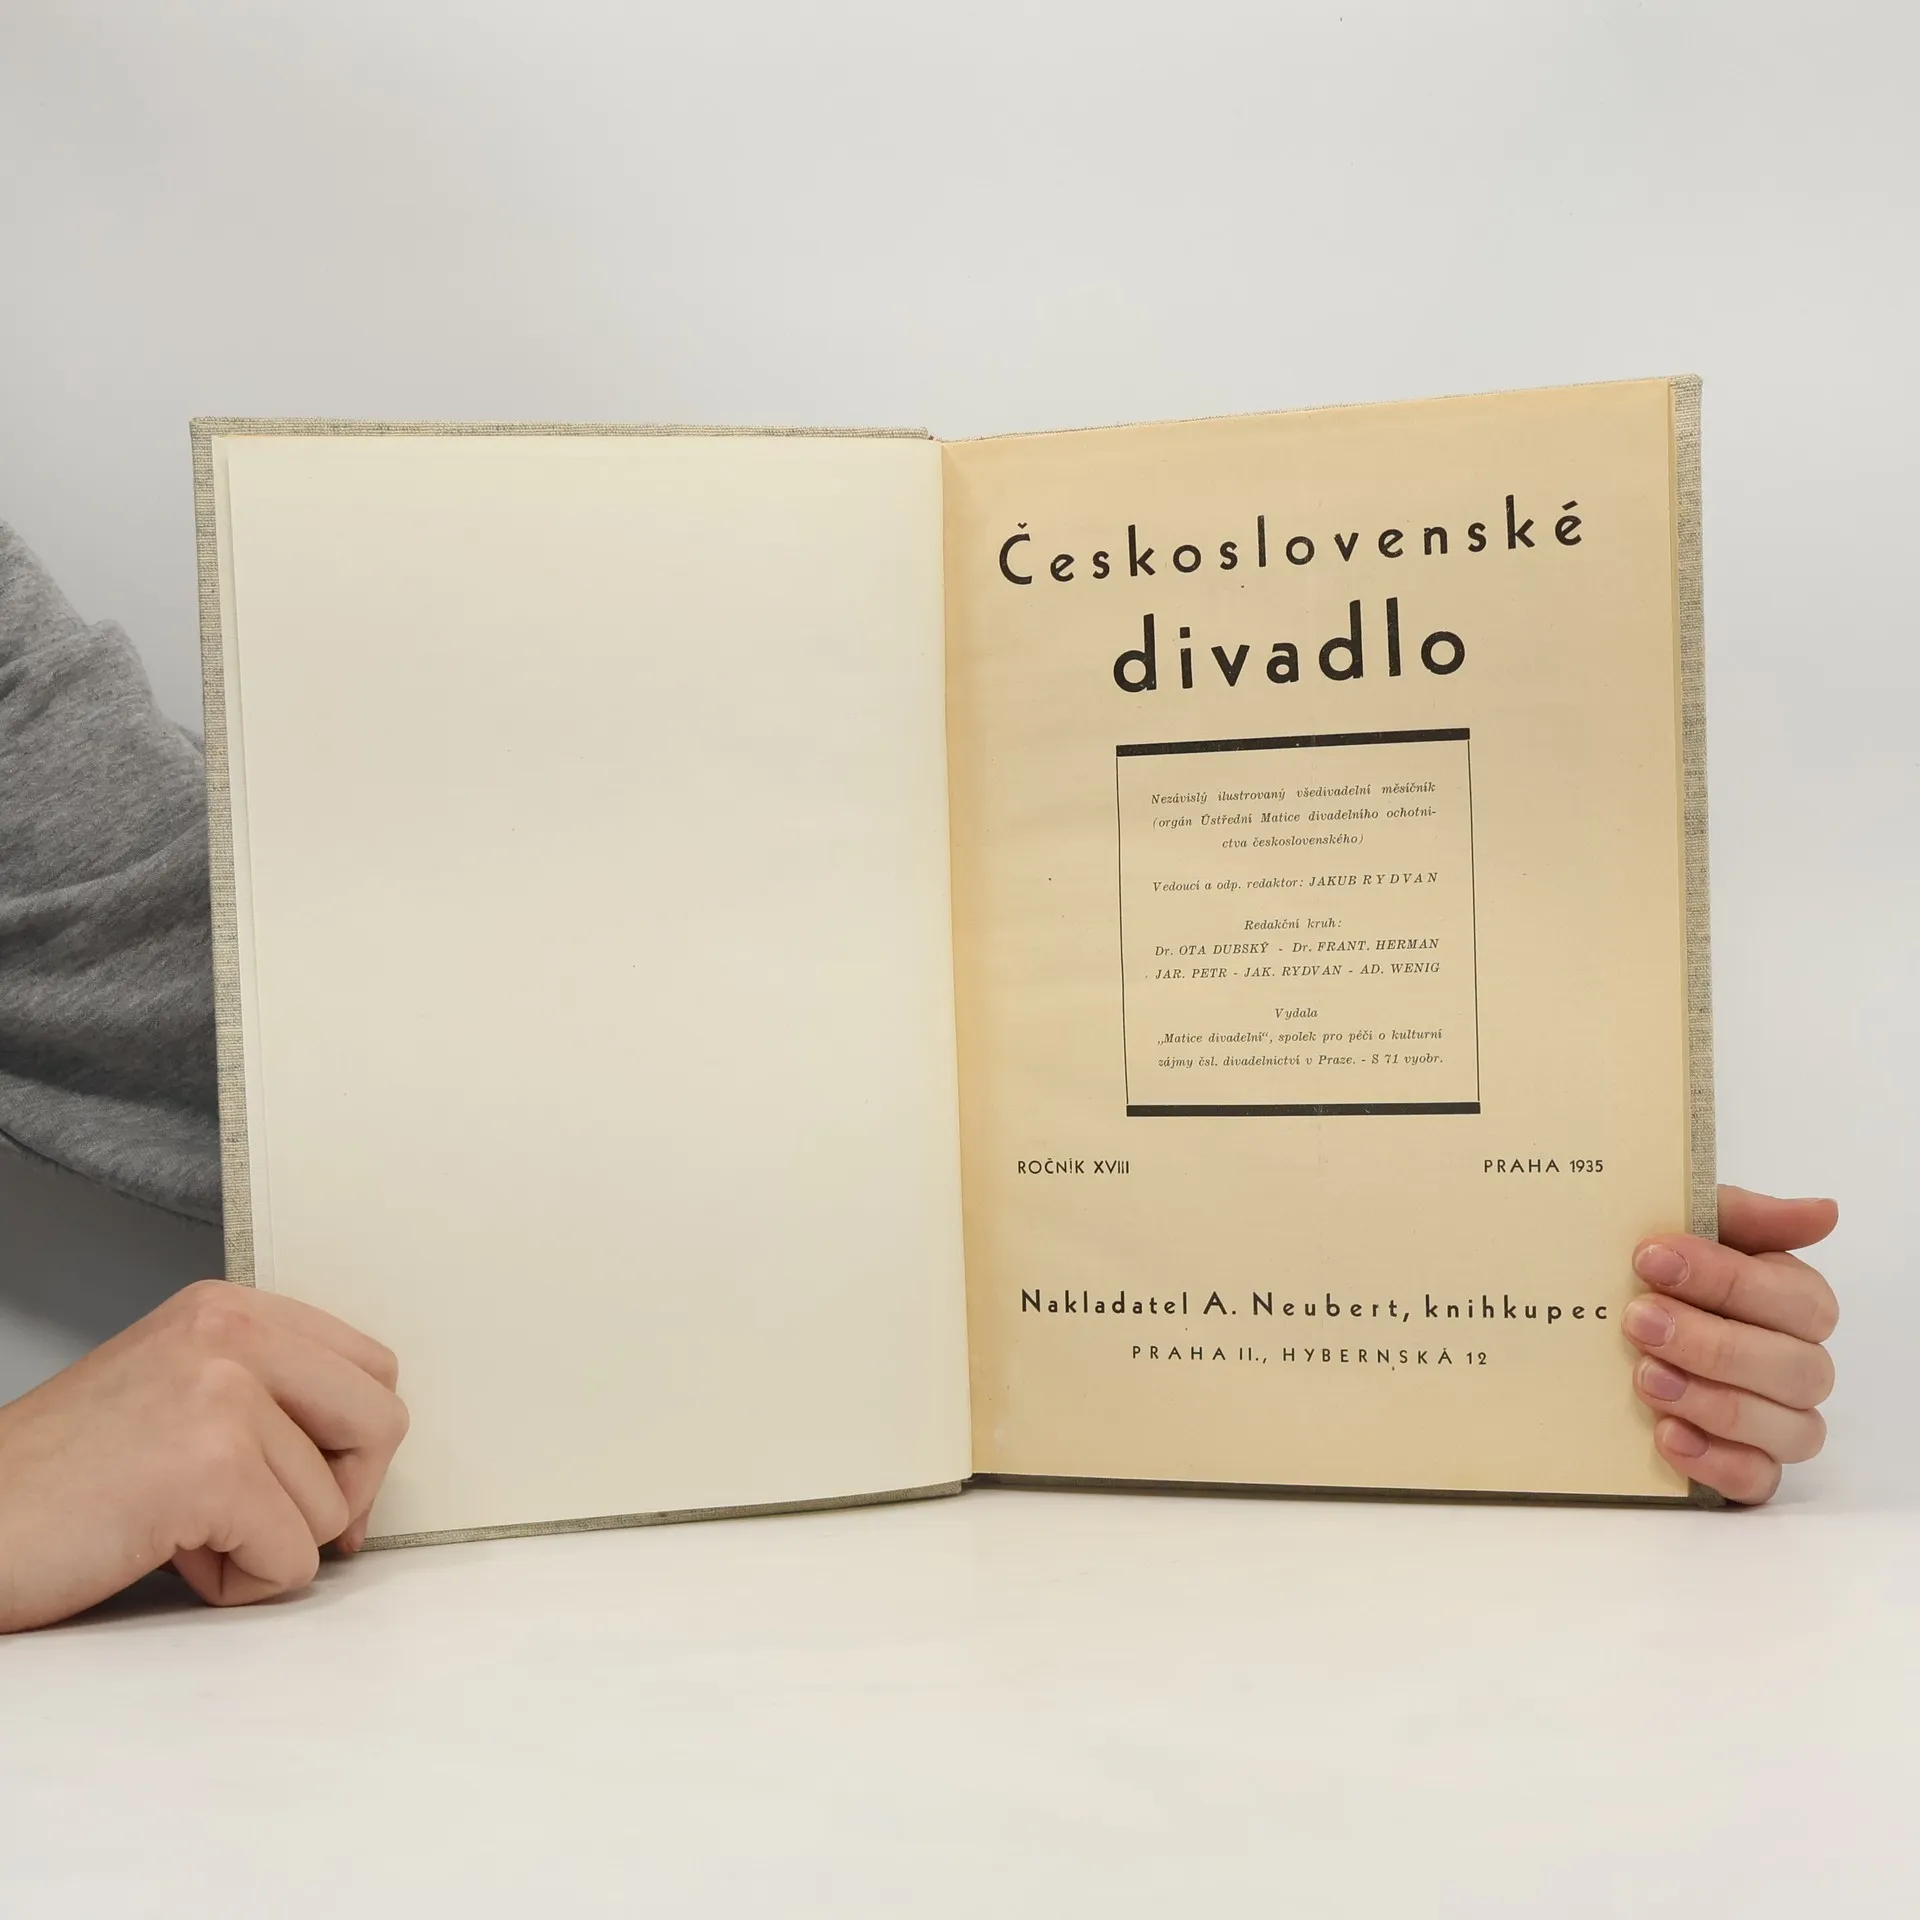 Československé
divadlo
Nezávislý ilustrovaný všedivadelní měsíčník
(orgán Ústřední Matice divadelního ochotni-
ctva československého)
Vedoucí a odp. redaktor: JAKUB RYDVAN
Redakční kruh:
Dr. OTA DUBSKÝ - Dr. FRANT. HERMAN
JAR. PETR - JAK. RYDVAN - AD. WENIG
Vydala
„Matice divadelní“, spolek pro péči o kulturní
zájmy čsl. divadelnictví v Praze. - S 71 vyobr.
ROČNÍK XVIII PRAHA 1935
Nakladatel A. Neubert, knihkupec
PRAHA II., HYBERNSKÁ 12